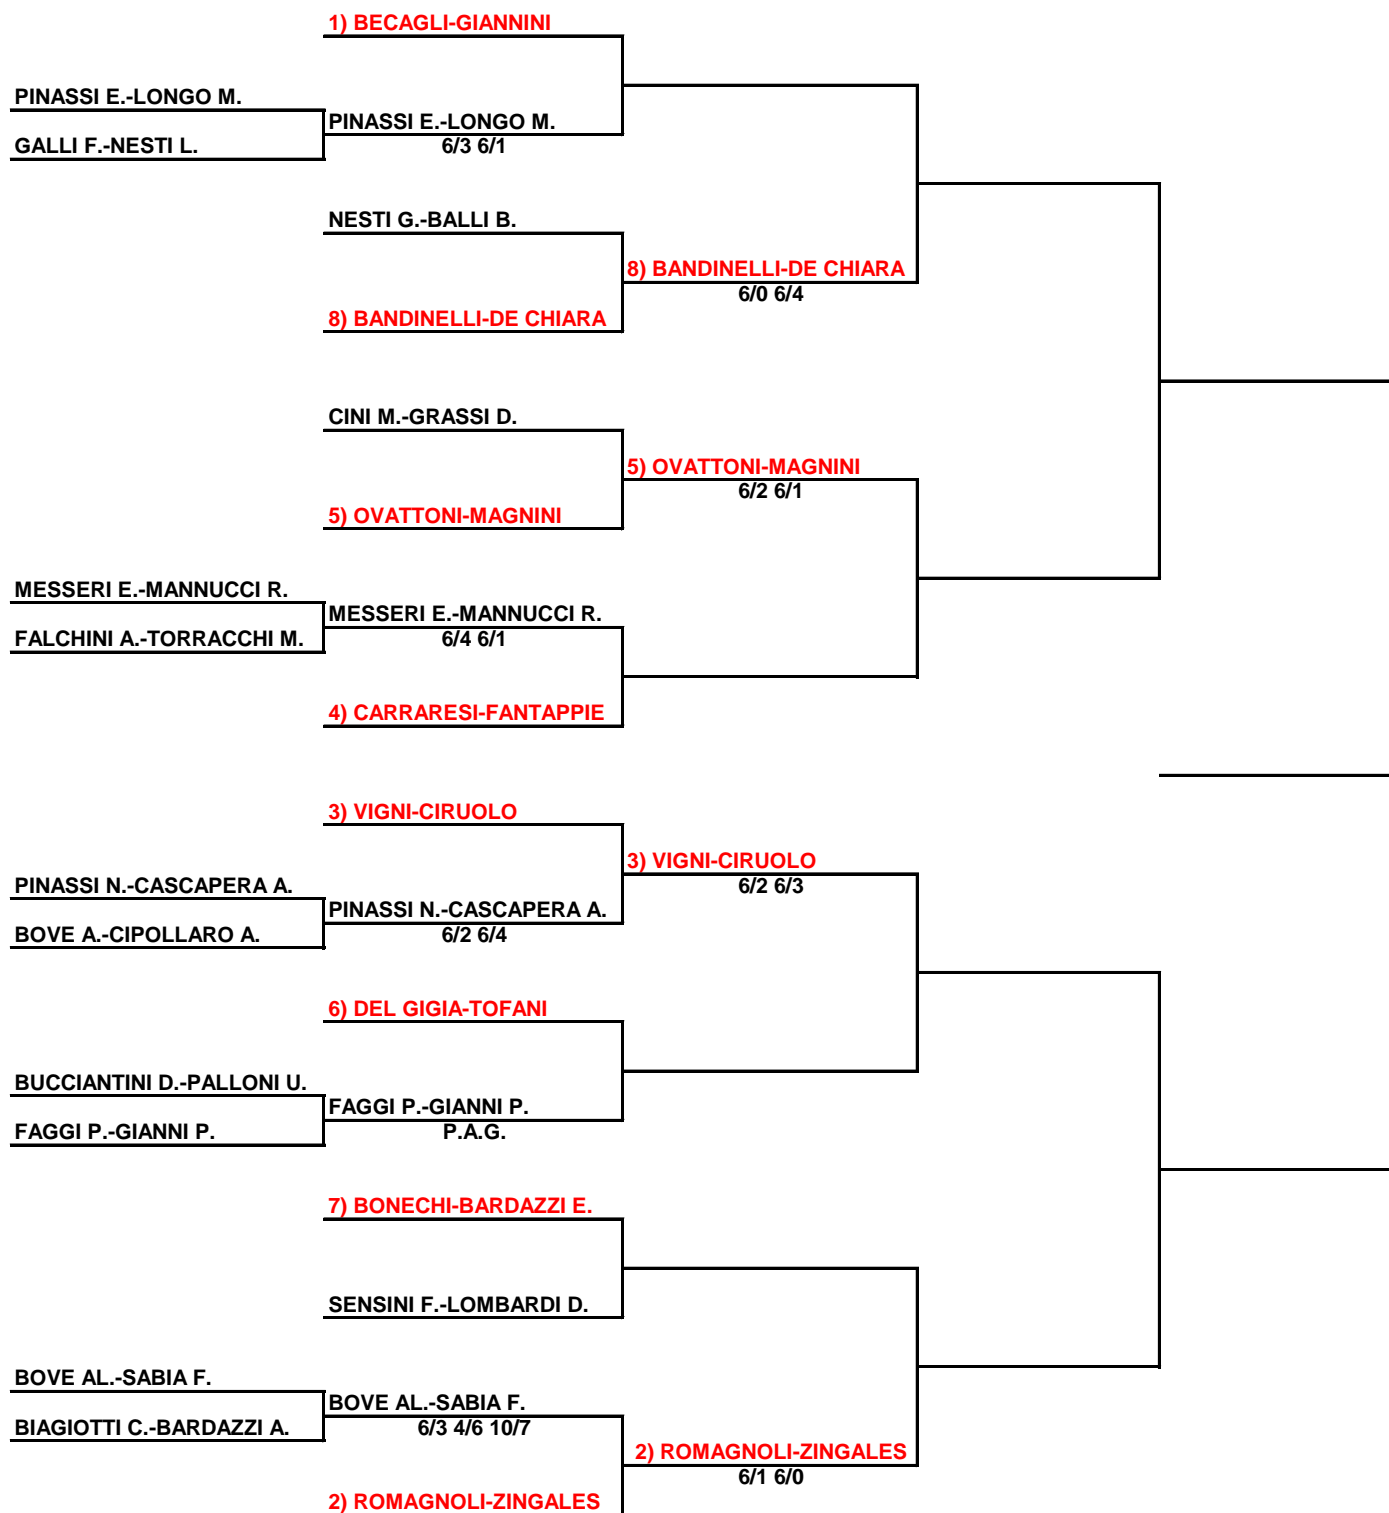 1) BECAGLI-GIANNINI
PINASSI E.-LONGO M.
PINASSI E.-LONGO M.
GALLI F.-NESTI L.
6/3 6/1
NESTI G.-BALLI B.
8) BANDINELLI-DE CHIARA
6/0 6/4
8) BANDINELLI-DE CHIARA
CINI M.-GRASSI D.
5) OVATTONI-MAGNINI
6/2 6/1
5) OVATTONI-MAGNINI
MESSERI E.-MANNUCCI R.
MESSERI E.-MANNUCCI R.
FALCHINI A.-TORRACCHI M.
6/4 6/1
4) CARRARESI-FANTAPPIE
3) VIGNI-CIRUOLO
3) VIGNI-CIRUOLO
6/2 6/3
PINASSI N.-CASCAPERA A.
PINASSI N.-CASCAPERA A.
BOVE A.-CIPOLLARO A.
6/2 6/4
6) DEL GIGIA-TOFANI
BUCCIANTINI D.-PALLONI U.
FAGGI P.-GIANNI P.
FAGGI P.-GIANNI P.
P.A.G.
7) BONECHI-BARDAZZI E.
SENSINI F.-LOMBARDI D.
BOVE AL.-SABIA F.
BOVE AL.-SABIA F.
BIAGIOTTI C.-BARDAZZI A.
6/3 4/6 10/7
2) ROMAGNOLI-ZINGALES
6/1 6/0
2) ROMAGNOLI-ZINGALES